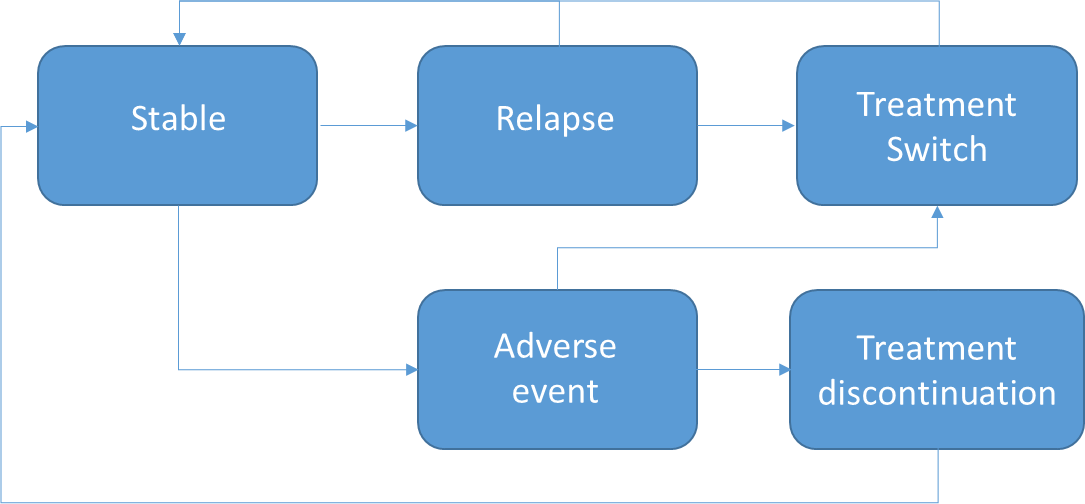 Stable
Relapse
Treatment
Switch
Adverse
event
Treatment
discontinuation